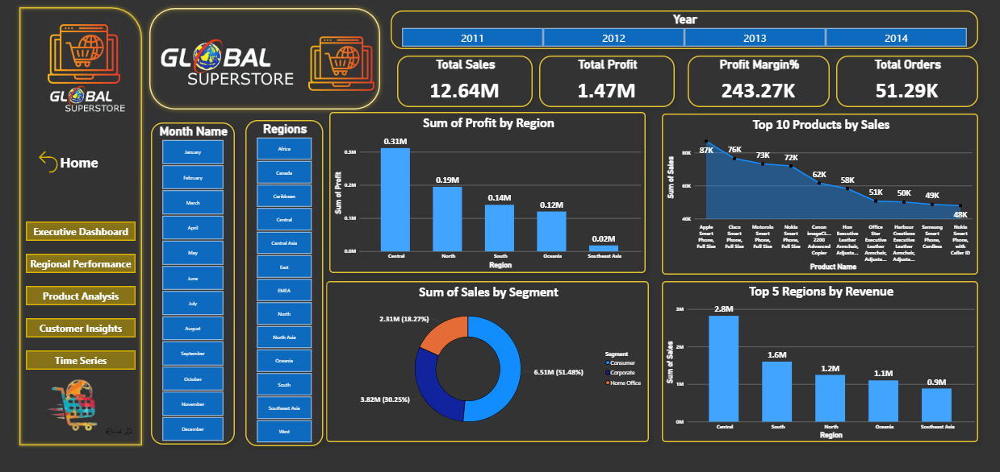 GLOBAL
SUPERSTORE
Home
Executive Dashboard
Regional Performance
Product Analysis
Customer Insights
Time Series
GLOBAL
SUPERSTORE
Year
2011
2012
2013
2014
Total Sales
12.64M
Total Profit
1.47M
Profit Margin%
243.27K
Total Orders
51.29K
Month Name
January
February
March
April
May
June
July
August
September
October
November
December
Regions
Africa
Canada
Caribbean
Central
Central Asia
East
EMEA
North
North Asia
Oceania
South
Southeast Asia
West
Sum of Profit by Region
Sum of Profit
0.3M
0.2M
0.1M
0.0M
0.31M
0.19M
0.14M
0.12M
0.02M
Central
North
South
Oceania
Southeast Asia
Region
Top 10 Products by Sales
Sum of Sales
80K
60K
40K
87K
76K
73K
72K
62K
58K
51K
50K
49K
48K
Apple
Smart
Phone,
Full Size
Cisco
Smart
Phone,
Full Size
Motorola
Smart
Phone,
Full Size
Nokia
Smart
Phone,
Full Size
Canon
imageCL...
2200
Advanced
Copier
Hon
Executive
Leather
Armchair,
Adjusta...
Office
Star
Executive
Leather
Armchair,
Adjusta...
Harbour
Creations
Executive
Leather
Armchair,
Adjusta...
Samsung
Smart
Phone,
Cordless
Nokia
Smart
Phone,
with
Caller ID
Product Name
Sum of Sales by Segment
2.31M (18.27%)
6.51M (51.48%)
3.82M (30.25%)
Segment
Consumer
Corporate
Home Office
Top 5 Regions by Revenue
Sum of Sales
3M
2M
1M
0M
2.8M
1.6M
1.2M
1.1M
0.9M
Central
South
North
Oceania
Southeast Asia
Region